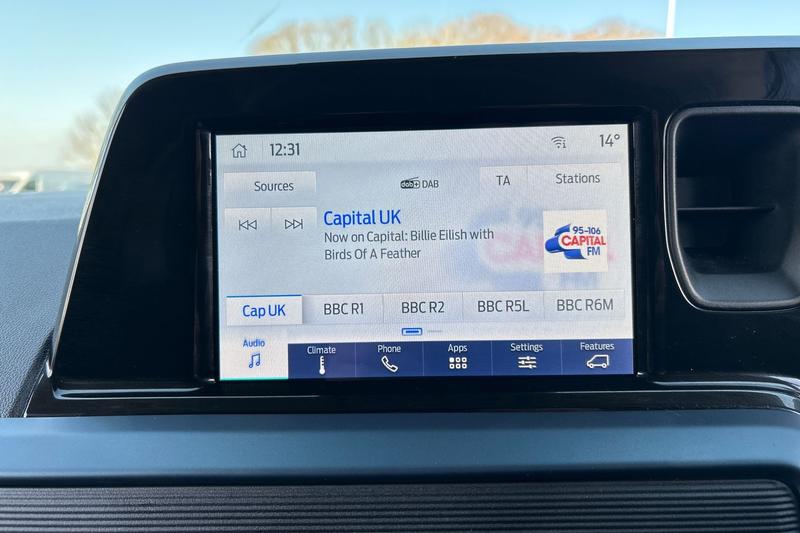 12:31
14°
Sources
dab+ DAB
TA
Stations
Capital UK
Now on Capital: Billie Eilish with
Birds Of A Feather
95-106
CAPITAL
FM
Cap UK
BBC R1
BBC R2
BBC R5L
BBC R6M
Audio
Climate
Phone
Apps
Settings
Features